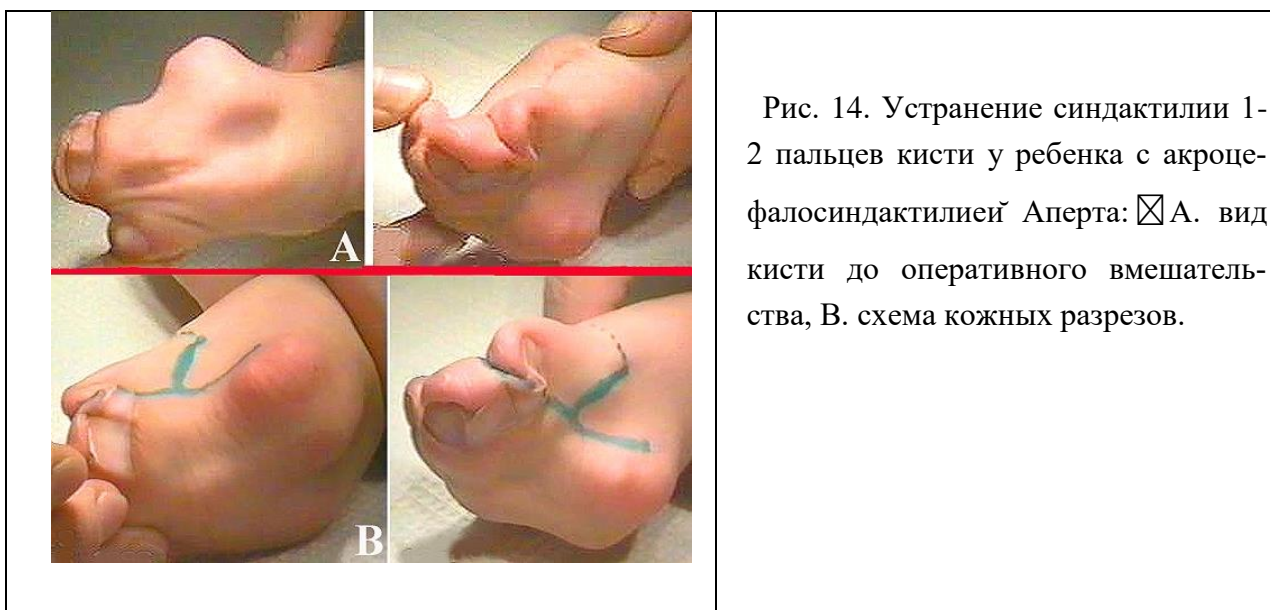 A
B
Рис. 14. Устранение синдактилии 1-
2 пальцев кисти у ребенка с акроце-
фалосиндактилией Аперта: ☒ А. вид
кисти до оперативного вмешатель-
ства, В. схема кожных разрезов.